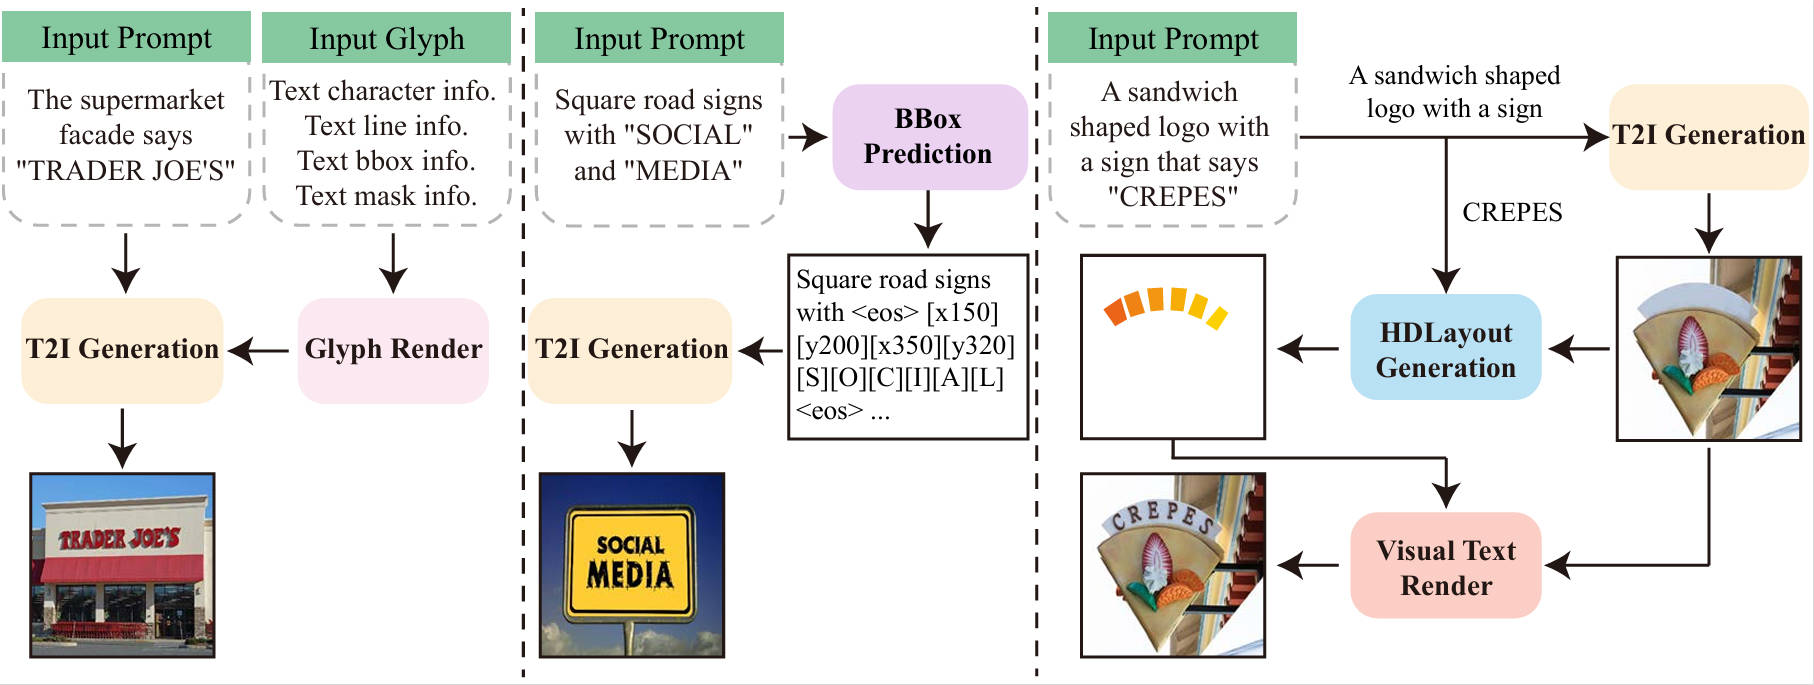 Input Prompt
The supermarket
facade says
"TRADER JOE'S"
Input Glyph
Text character info.
Text line info.
Text bbox info.
Text mask info.
T2I Generation
Glyph Render
TRADER JOE'S
Input Prompt
Square road signs
with "SOCIAL"
and "MEDIA"
BBox
Prediction
Square road signs
with <eos> [x150]
[y200][x350][y320]
[S][O][C][I][A][L]
<eos> ...
T2I Generation
SOCIAL
MEDIA
Input Prompt
A sandwich
shaped logo with
a sign that says
"CREPES"
A sandwich shaped
logo with a sign
T2I Generation
CREPES
HDLayout
Generation
Visual Text
Render
CREPES